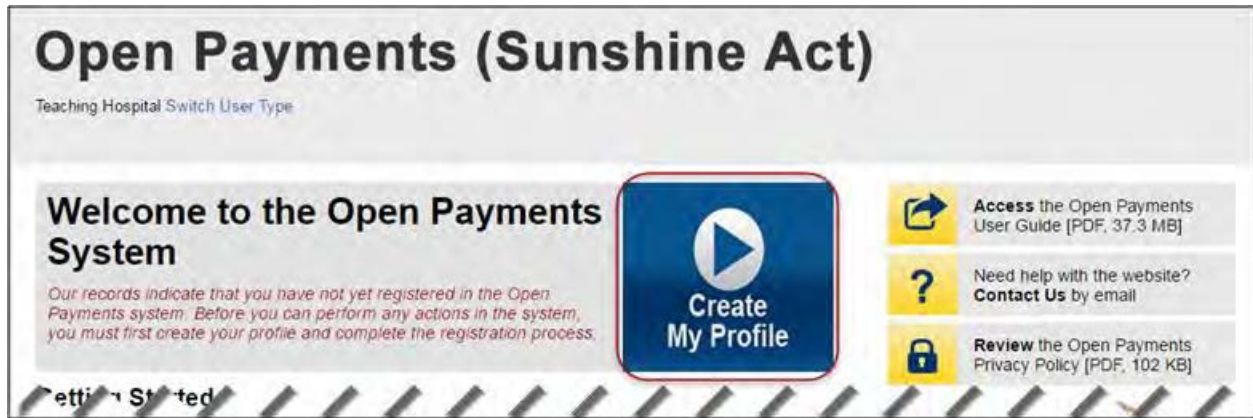 Open Payments (Sunshine Act)
Teaching Hospital Switch User Type
Welcome to the Open Payments
System
Our records indicate that you have not yet registered in the Open
Payments system. Before you can perform any actions in the system,
you must first create your profile and complete the registration process.
Create
My Profile
Access the Open Payments
User Guide [PDF, 37.3 MB]
Need help with the website?
Contact Us by email
Review the Open Payments
Privacy Policy [PDF, 102 KB]
Getting Started